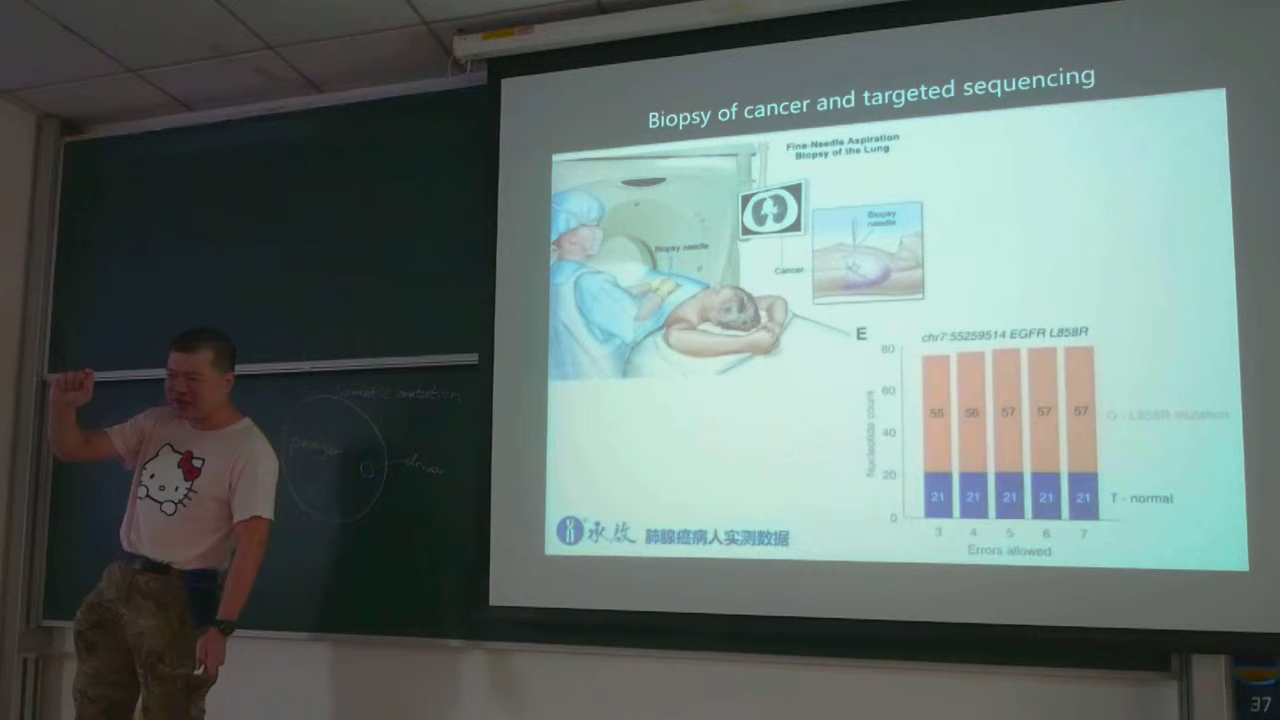 Biopsy of cancer and targeted sequencing
Fine-Needle Aspiration
Biopsy of the Lung
Biopsy needle
Cancer
Biopsy
needle
E
chr7:55259514 EGFR L858R
Nucleotide count
80
60
40
20
0
55 56 57 57 57
G - L858R mutation
21 21 21 21 21
T - normal
3 4 5 6 7
Errors allowed
承启 肺腺癌病人实测数据
somatic mutation
driver
37